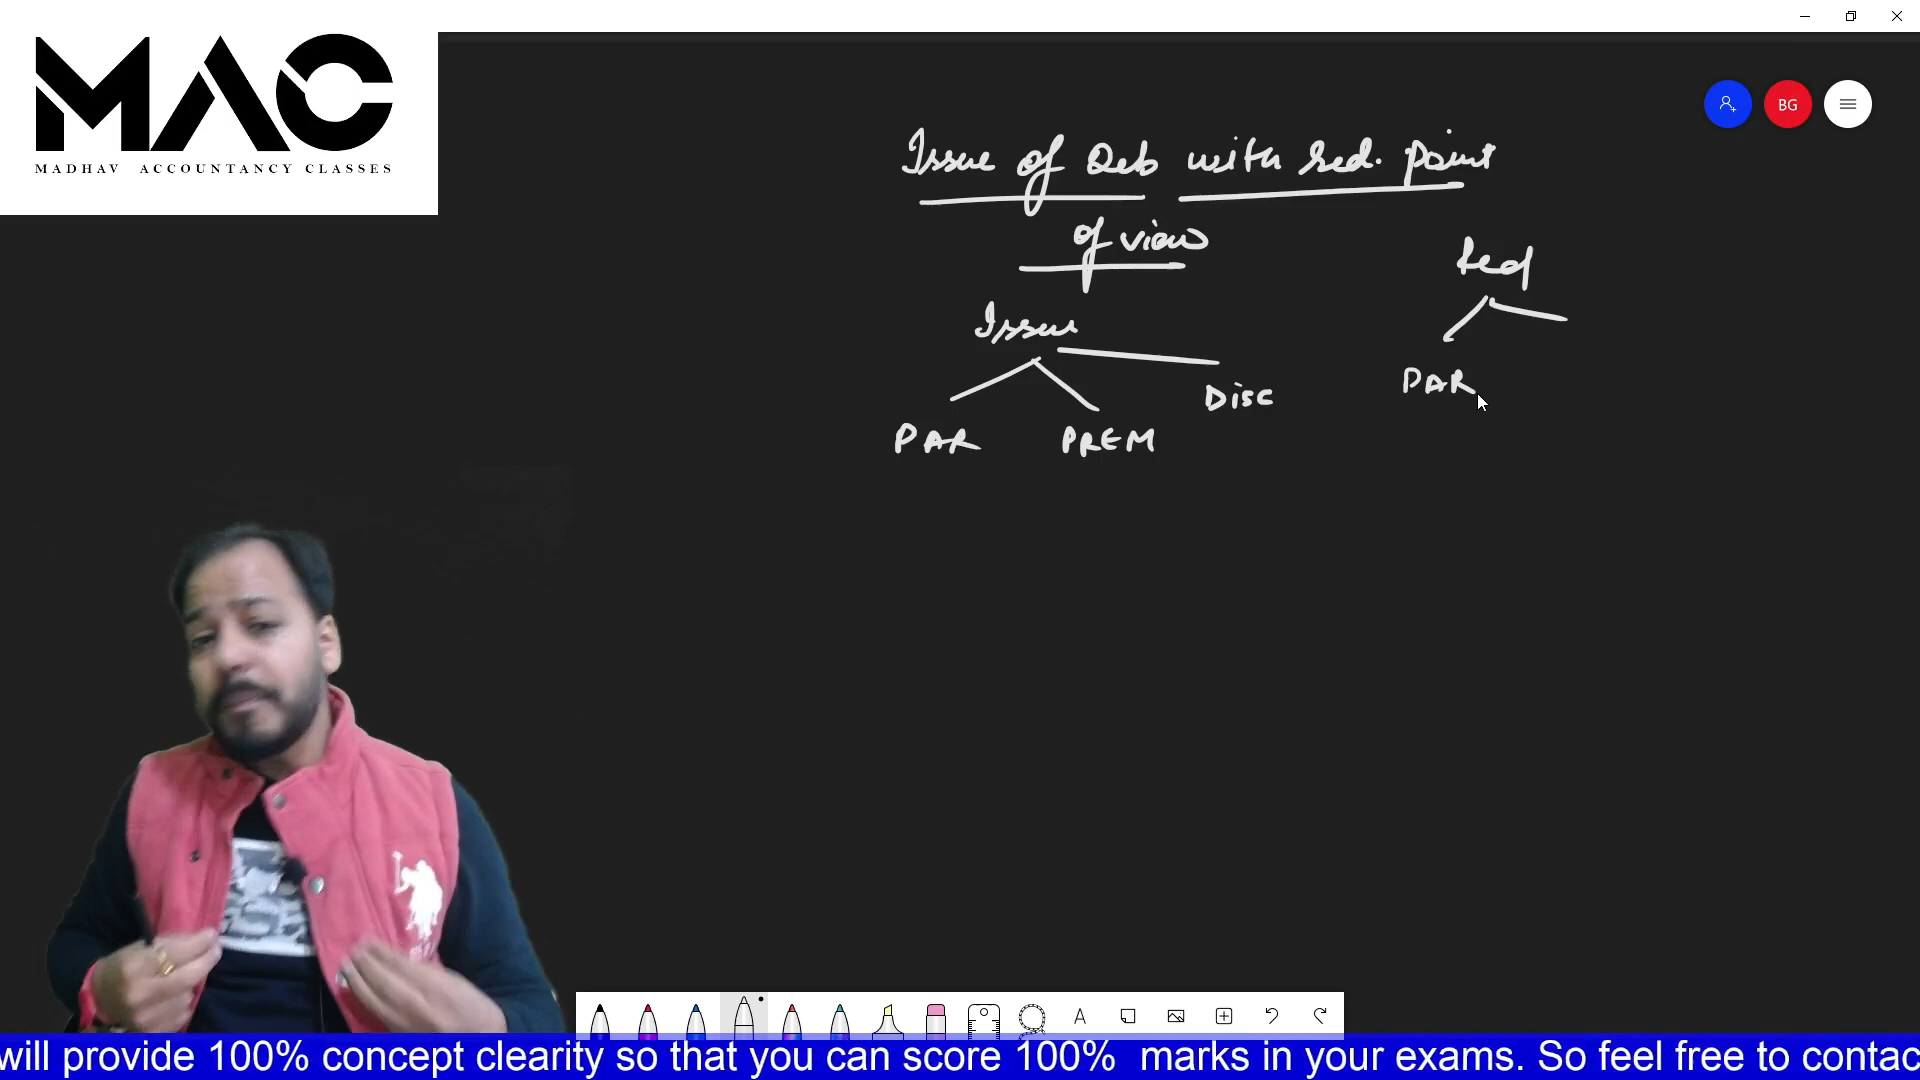 MAC
MADHAV ACCOUNTANCY CLASSES
BG
Issue of Deb with red. point
of view
Issue
Red
PAR
PREM
Disc
PAR
A
will provide 100% concept clearity so that you can score 100% marks in your exams. So feel free to contac